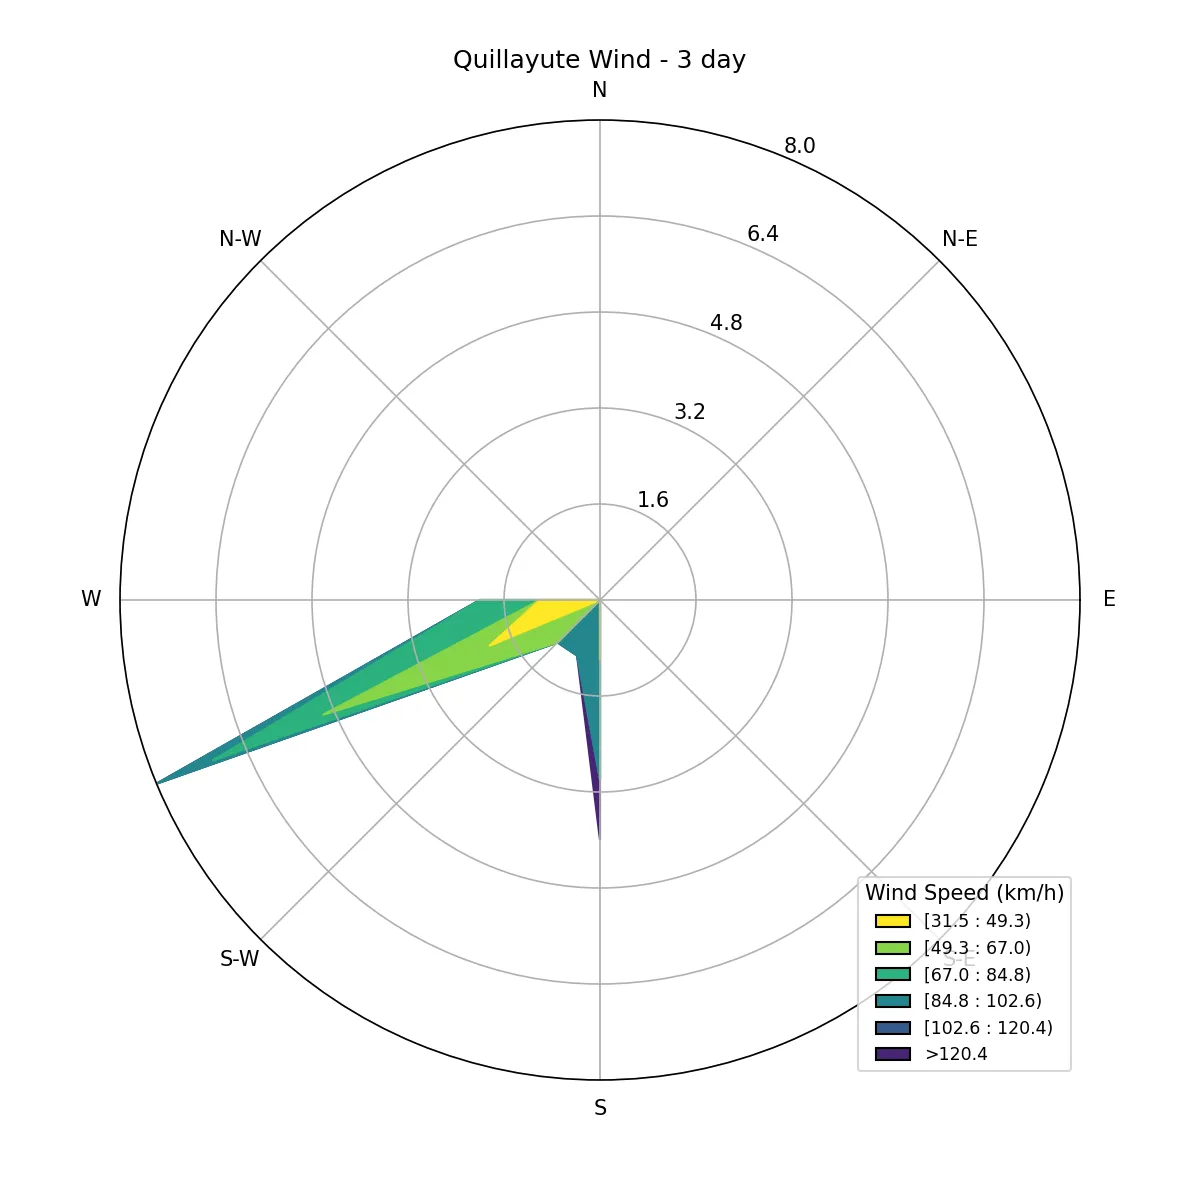 Quillayute Wind - 3 day
N
8.0
N-W
N-E
6.4
4.8
3.2
1.6
W
E
S-W
S-E
S
Wind Speed (km/h)
[31.5 : 49.3)
[49.3 : 67.0)
[67.0 : 84.8)
[84.8 : 102.6)
[102.6 : 120.4)
>120.4